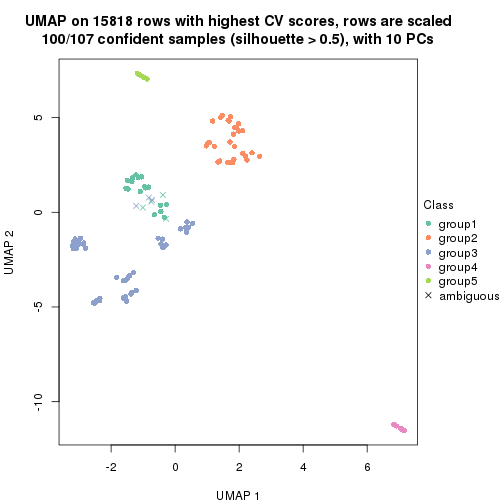 UMAP on 15818 rows with highest CV scores, rows are scaled
100/107 confident samples (silhouette > 0.5), with 10 PCs
5
0
-5
-10
UMAP 2
-2
0
2
4
6
UMAP 1
Class
group1
group2
group3
group4
group5
ambiguous